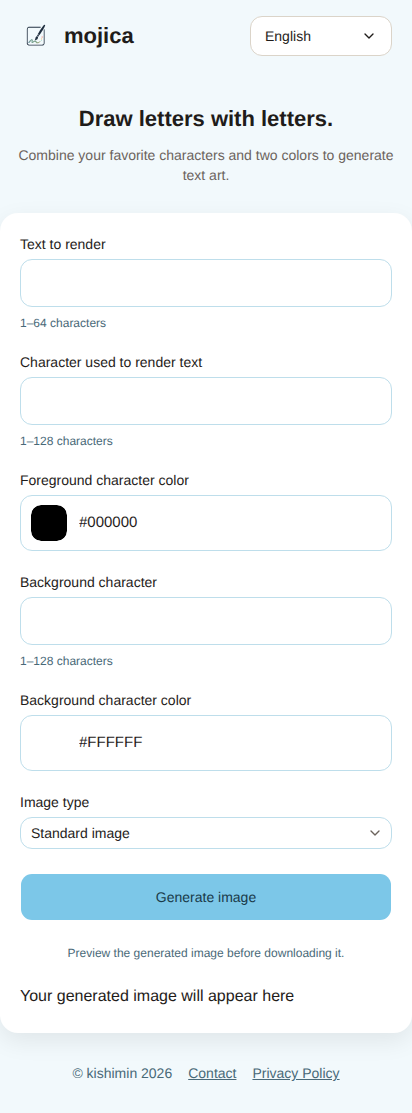 mojica
English
Draw letters with letters.
Combine your favorite characters and two colors to generate
text art.
Text to render
1–64 characters
Character used to render text
1–128 characters
Foreground character color
#000000
Background character
1–128 characters
Background character color
#FFFFFF
Image type
Standard image
Generate image
Preview the generated image before downloading it.
Your generated image will appear here
© kishimin 2026 Contact Privacy Policy